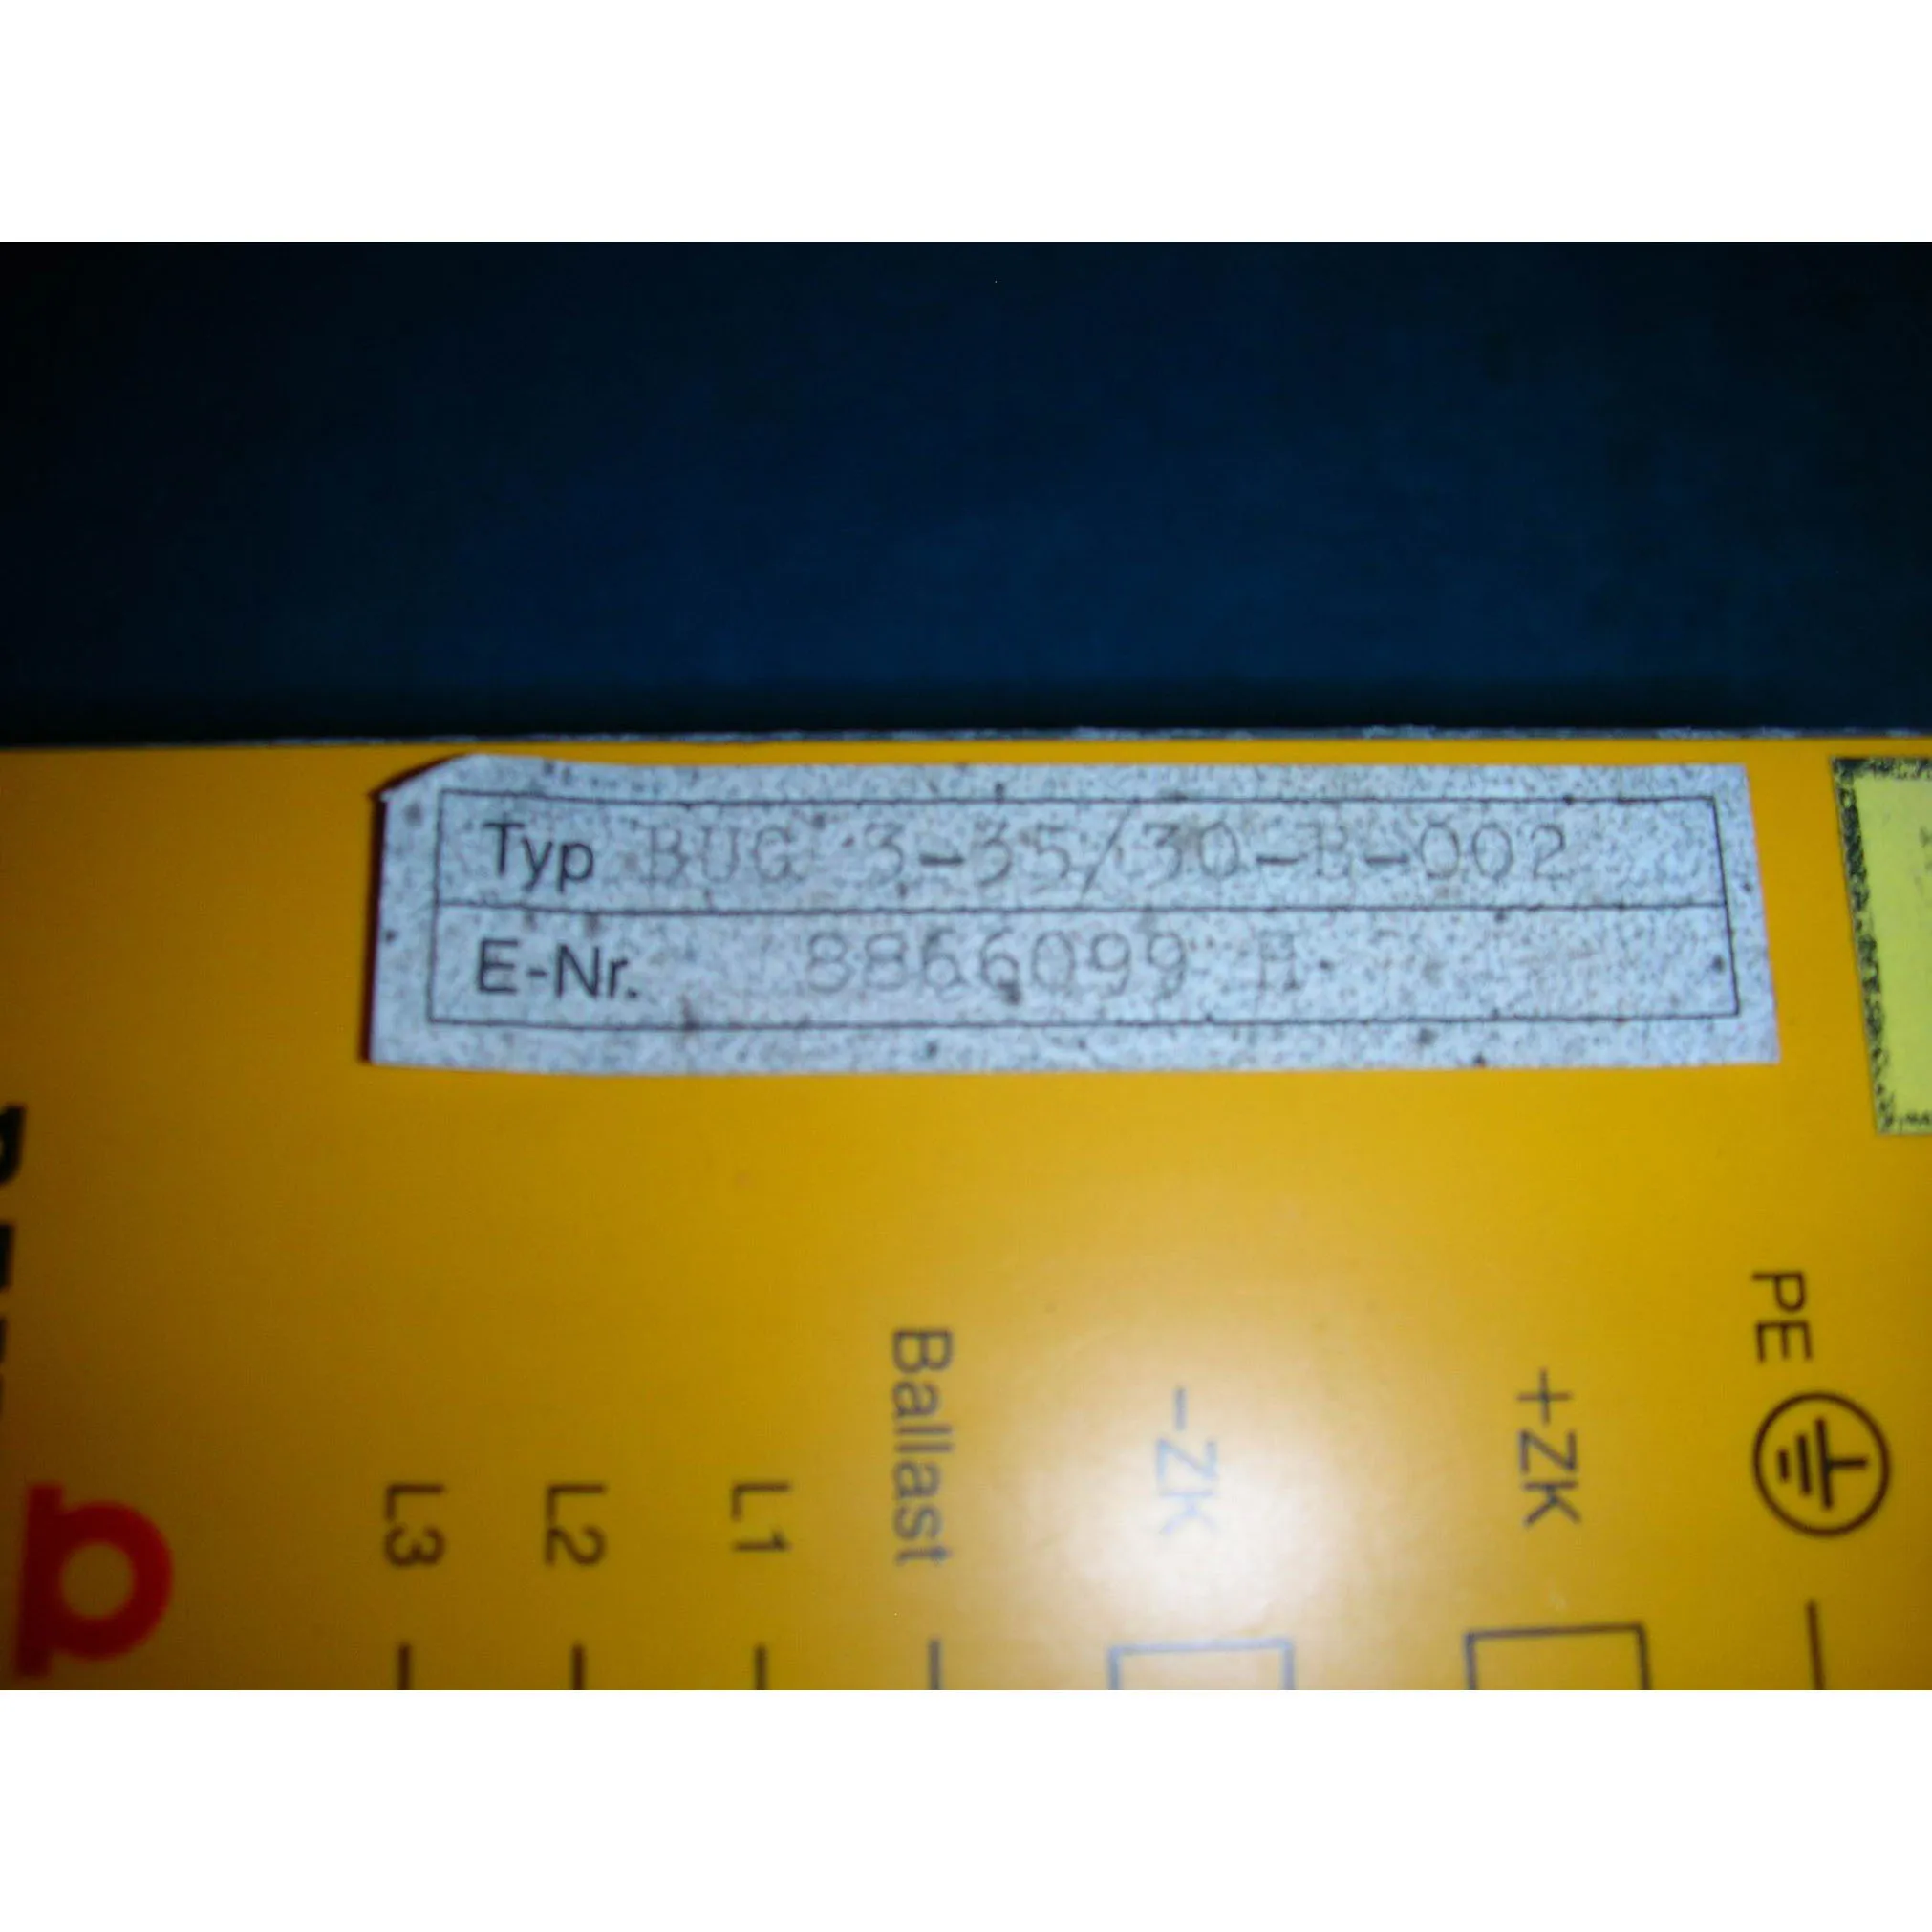 Typ BUG 3-35/30-B-002
E-Nr. 8866099 A
PE
+ZK
-ZK
Ballast
L1
L2
L3